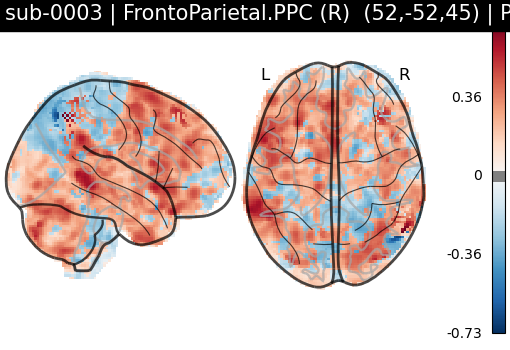 sub-0003 | FrontoParietal.PPC (R)  (52,-52,45) | P
L
R
0.36
0
-0.36
-0.73